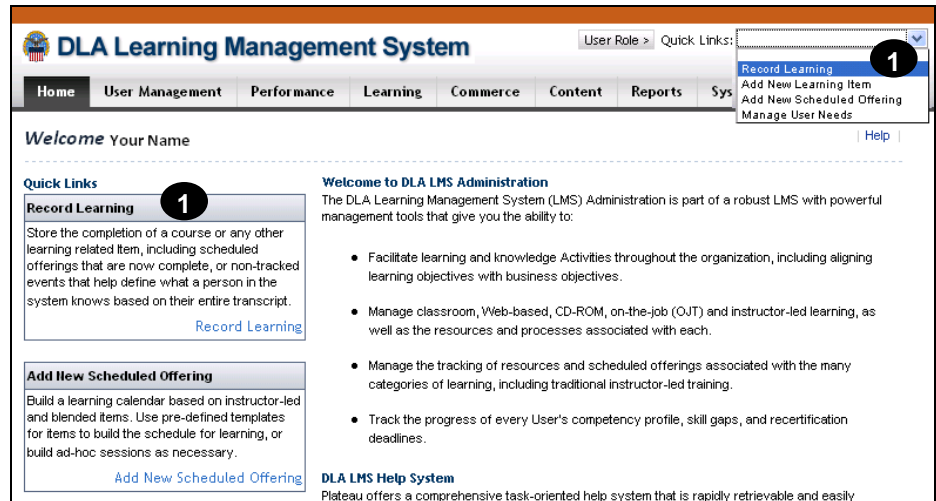 DLA Learning Management System
User Role > Quick Links:
1
Record Learning
Add New Learning Item
Add New Scheduled Offering
Manage User Needs
Home User Management Performance Learning Commerce Content Reports Sys
Welcome Your Name
Help
Quick Links
Record Learning 1
Store the completion of a course or any other
learning related Item, including scheduled
offerings that are now complete, or non-tracked
events that help define what a person in the
system knows based on their entire transcript.
Record Learning
Add New Scheduled Offering
Build a learning calendar based on instructor-led
and blended items. Use pre-defined templates
for items to build the schedule for learning, or
build ad-hoc sessions as necessary.
Add New Scheduled Offering
Welcome to DLA LMS Administration
The DLA Learning Management System (LMS) Administration is part of a robust LMS with powerful
management tools that give you the ability to:
• Facilitate learning and knowledge Activities throughout the organization, including aligning
learning objectives with business objectives.
• Manage classroom, Web-based, CD-ROM, on-the-job (OJT) and instructor-led learning, as
well as the resources and processes associated with each.
• Manage the tracking of resources and scheduled offerings associated with the many
categories of learning, including traditional instructor-led training.
• Track the progress of every User's competency profile, skill gaps, and recertification
deadlines.
DLA LMS Help System
Plateau offers a comprehensive task-oriented help system that is rapidly retrievable and easily